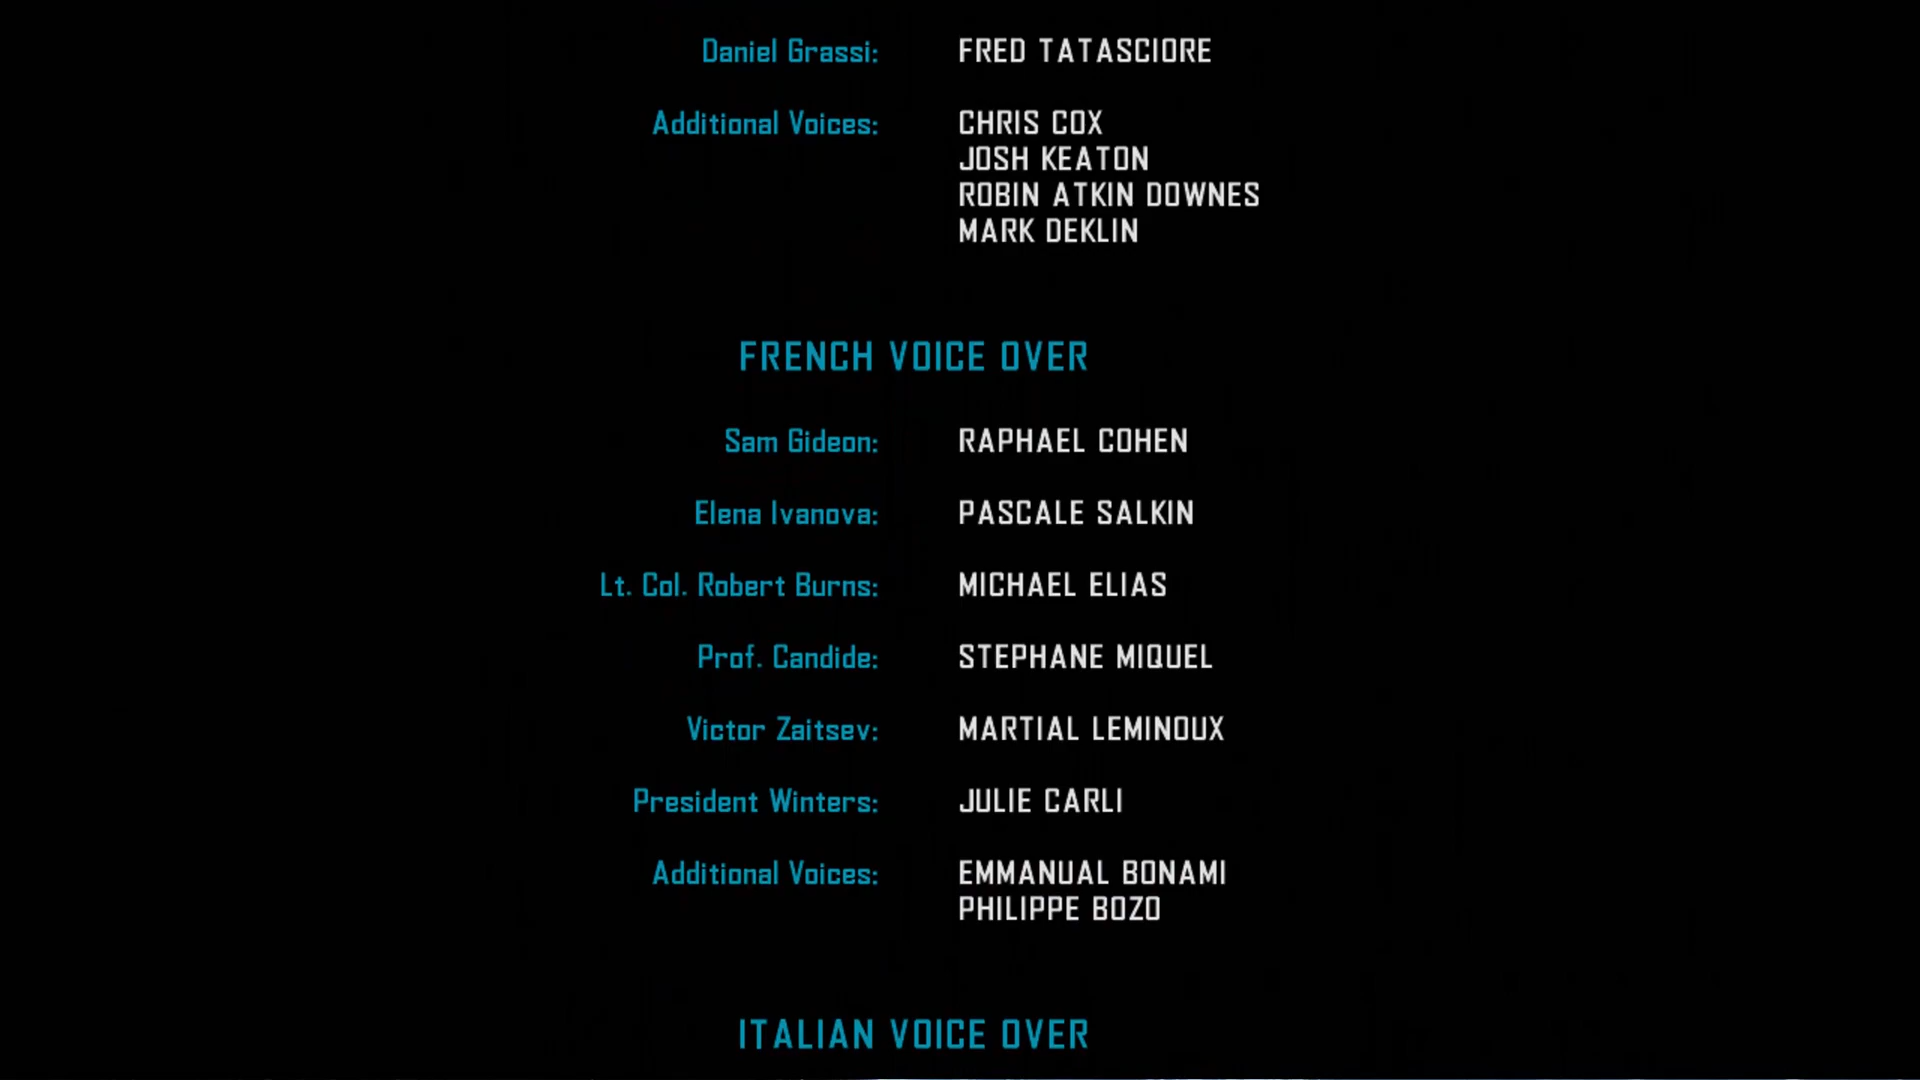 Daniel Grassi: FRED TATASCIORE
Additional Voices: CHRIS COX
JOSH KEATON
ROBIN ATKIN DOWNES
MARK DEKLIN
FRENCH VOICE OVER
Sam Gideon: RAPHAEL COHEN
Elena Ivanova: PASCALE SALKIN
Lt. Col. Robert Burns: MICHAEL ELIAS
Prof. Candide: STEPHANE MIQUEL
Victor Zaitsev: MARTIAL LEMINOUX
President Winters: JULIE CARLI
Additional Voices: EMMANUAL BONAMI
PHILIPPE BOZO
ITALIAN VOICE OVER